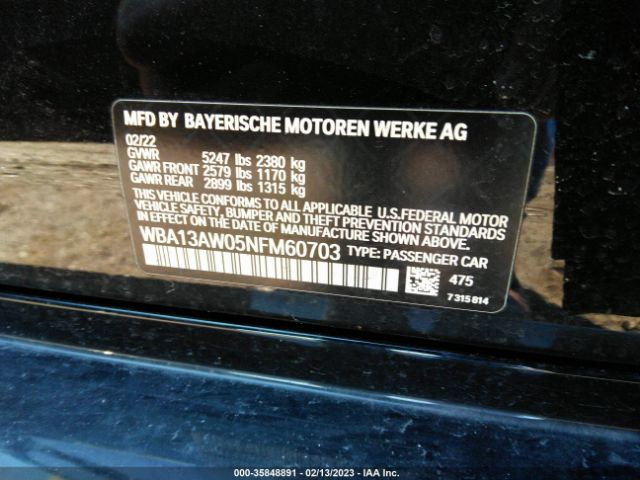 MFD BY BAYERISCHE MOTOREN WERKE AG
02/22
GVWR 5247 lbs 2380 kg
GAWR FRONT 2579 lbs 1170 kg
GAWR REAR 2899 lbs 1315 kg
THIS VEHICLE CONFORMS TO ALL APPLICABLE U.S.FEDERAL MOTOR
VEHICLE SAFETY, BUMPER AND THEFT PREVENTION STANDARDS
IN EFFECT ON THE DATE OF MANUFACTURE SHOWN ABOVE.
WBA13AW05NFM60703 TYPE: PASSENGER CAR
475
7 315 814
000-35848891 - 02/13/2023 - IAA Inc.